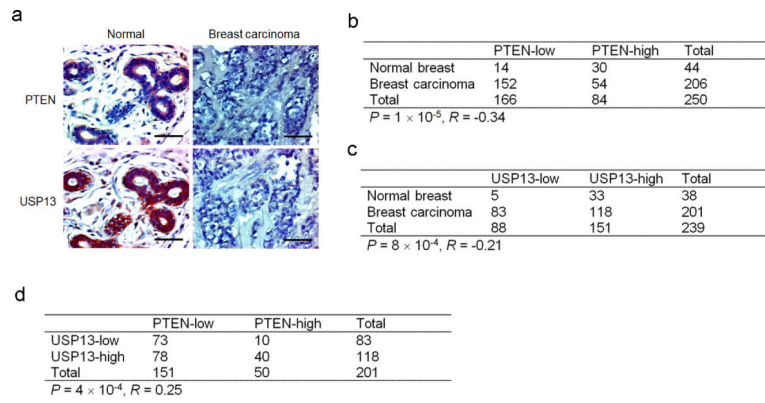 a
Normal Breast carcinoma
PTEN
USP13
b
PTEN-low PTEN-high Total
Normal breast 14 30 44
Breast carcinoma 152 54 206
Total 166 84 250
P = 1 × 10-5, R = -0.34
c
USP13-low USP13-high Total
Normal breast 5 33 38
Breast carcinoma 83 118 201
Total 88 151 239
P = 8 × 10-4, R = -0.21
d
PTEN-low PTEN-high Total
USP13-low 73 10 83
USP13-high 78 40 118
Total 151 50 201
P = 4 × 10-4, R = 0.25